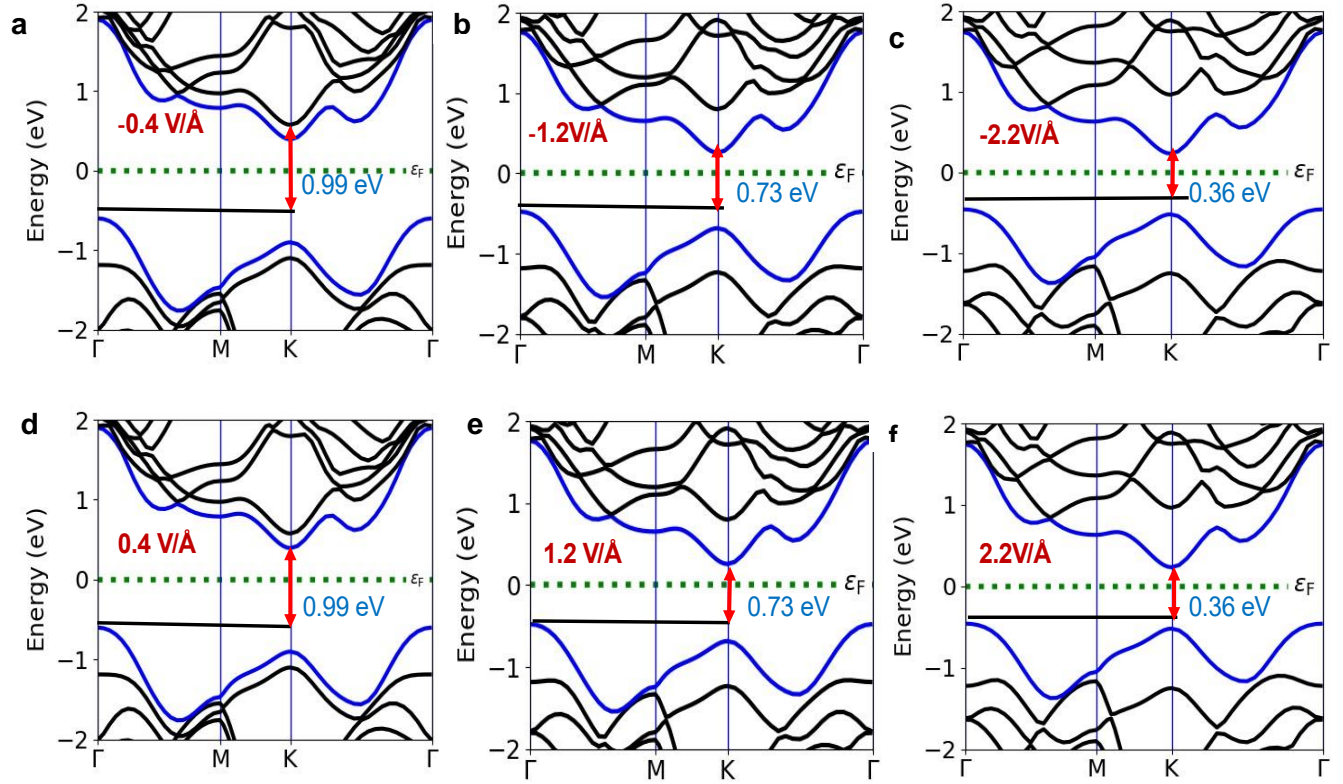 a
2
1
0
−1
−2
Energy (eV)
-0.4 V/Å
0.99 eV
εF
Γ
M
K
Γ
b
2
1
0
−1
−2
Energy (eV)
-1.2V/Å
0.73 eV
εF
Γ
M
K
Γ
c
2
1
0
−1
−2
Energy (eV)
-2.2V/Å
0.36 eV
εF
Γ
M
K
Γ
d
2
1
0
−1
−2
Energy (eV)
0.4 V/Å
0.99 eV
εF
Γ
M
K
Γ
e
2
1
0
−1
−2
Energy (eV)
1.2 V/Å
0.73 eV
εF
Γ
M
K
Γ
f
2
1
0
−1
−2
Energy (eV)
2.2V/Å
0.36 eV
εF
Γ
M
K
Γ